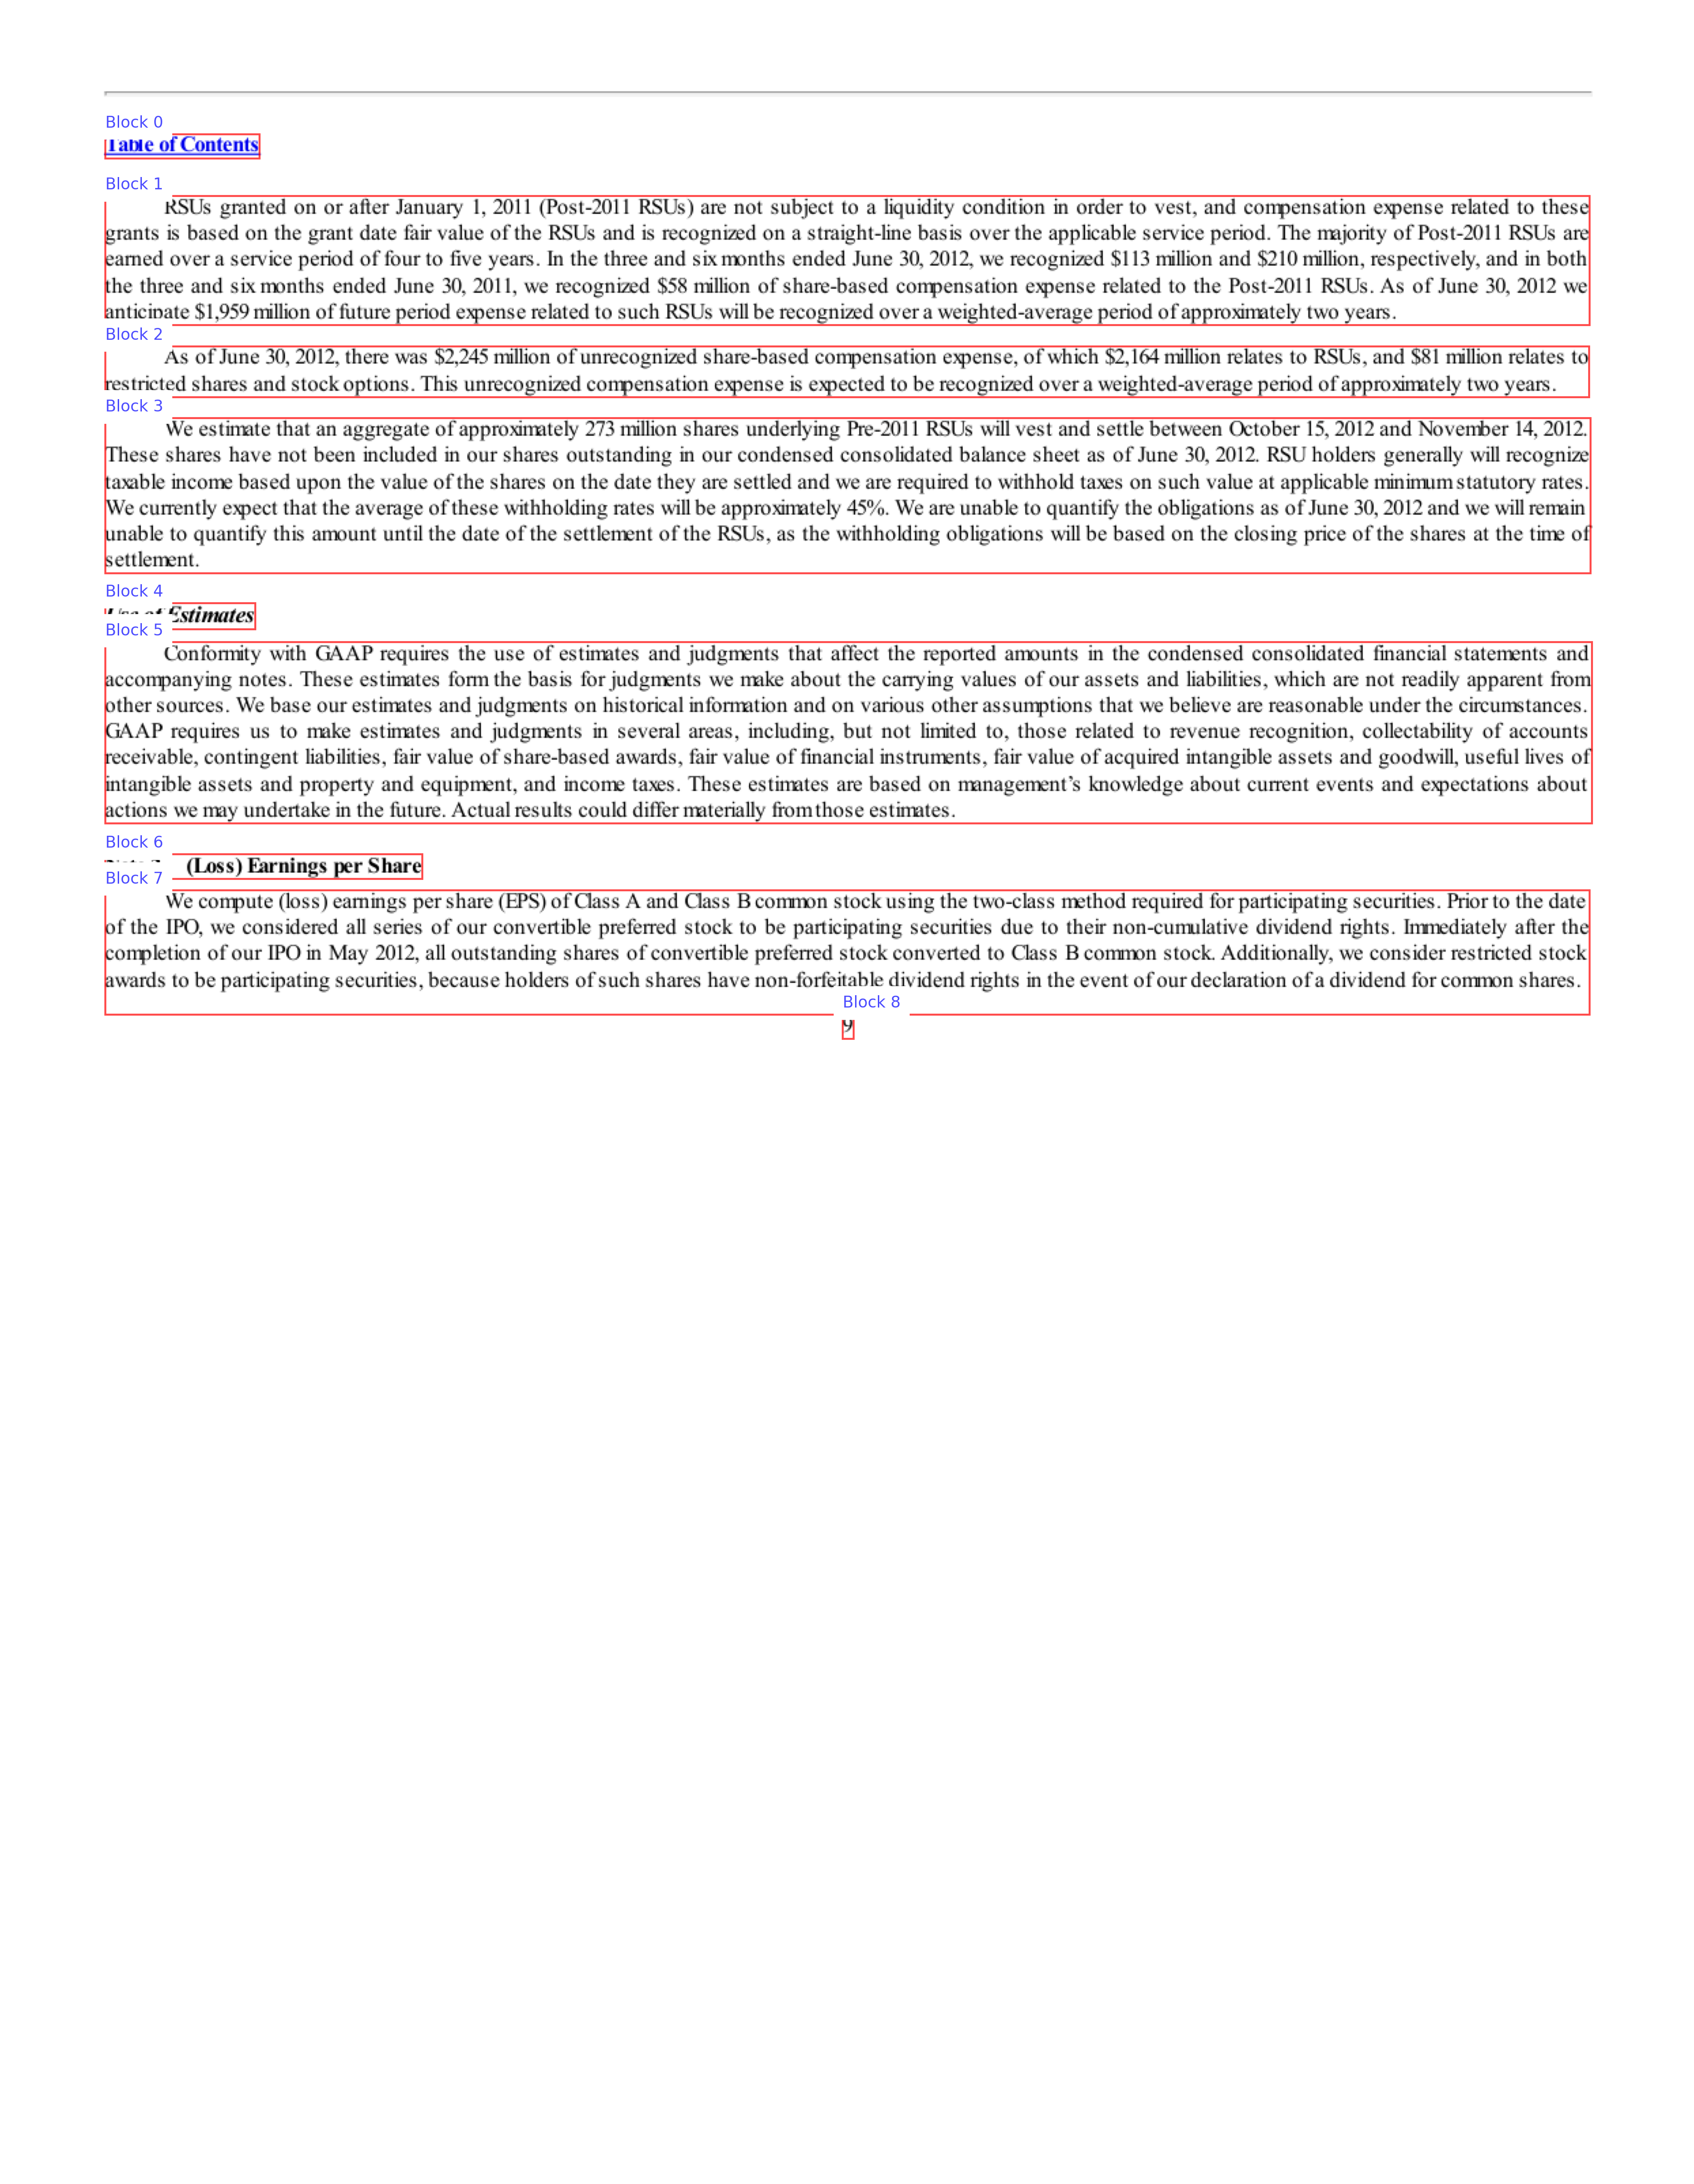 Block 0
Table of Contents
Block 1
RSUs granted on or after January 1, 2011 (Post-2011 RSUs) are not subject to a liquidity condition in order to vest, and compensation expense related to these
grants is based on the grant date fair value of the RSUs and is recognized on a straight-line basis over the applicable service period. The majority of Post-2011 RSUs are
earned over a service period of four to five years. In the three and six months ended June 30, 2012, we recognized $113 million and $210 million, respectively, and in both
the three and six months ended June 30, 2011, we recognized $58 million of share-based compensation expense related to the Post-2011 RSUs. As of June 30, 2012 we
anticipate $1,959 million of future period expense related to such RSUs will be recognized over a weighted-average period of approximately two years.
Block 2
As of June 30, 2012, there was $2,245 million of unrecognized share-based compensation expense, of which $2,164 million relates to RSUs, and $81 million relates to
restricted shares and stock options. This unrecognized compensation expense is expected to be recognized over a weighted-average period of approximately two years.
Block 3
We estimate that an aggregate of approximately 273 million shares underlying Pre-2011 RSUs will vest and settle between October 15, 2012 and November 14, 2012.
These shares have not been included in our shares outstanding in our condensed consolidated balance sheet as of June 30, 2012. RSU holders generally will recognize
taxable income based upon the value of the shares on the date they are settled and we are required to withhold taxes on such value at applicable minimum statutory rates.
We currently expect that the average of these withholding rates will be approximately 45%. We are unable to quantify the obligations as of June 30, 2012 and we will remain
unable to quantify this amount until the date of the settlement of the RSUs, as the withholding obligations will be based on the closing price of the shares at the time of
settlement.
Block 4
Estimates
Block 5
Conformity with GAAP requires the use of estimates and judgments that affect the reported amounts in the condensed consolidated financial statements and
accompanying notes. These estimates form the basis for judgments we make about the carrying values of our assets and liabilities, which are not readily apparent from
other sources. We base our estimates and judgments on historical information and on various other assumptions that we believe are reasonable under the circumstances.
GAAP requires us to make estimates and judgments in several areas, including, but not limited to, those related to revenue recognition, collectability of accounts
receivable, contingent liabilities, fair value of share-based awards, fair value of financial instruments, fair value of acquired intangible assets and goodwill, useful lives of
intangible assets and property and equipment, and income taxes. These estimates are based on management’s knowledge about current events and expectations about
actions we may undertake in the future. Actual results could differ materially from those estimates.
Block 6
(Loss) Earnings per Share
Block 7
We compute (loss) earnings per share (EPS) of Class A and Class B common stock using the two-class method required for participating securities. Prior to the date
of the IPO, we considered all series of our convertible preferred stock to be participating securities due to their non-cumulative dividend rights. Immediately after the
completion of our IPO in May 2012, all outstanding shares of convertible preferred stock converted to Class B common stock. Additionally, we consider restricted stock
awards to be participating securities, because holders of such shares have non-forfeitable dividend rights in the event of our declaration of a dividend for common shares.
Block 8
9